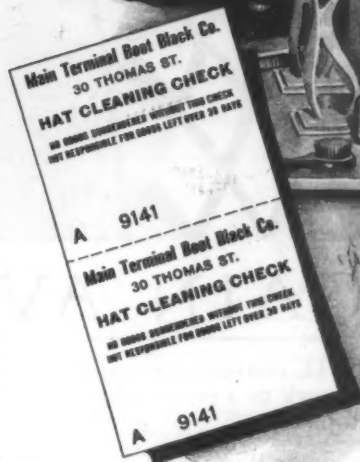 Main Terminal Boot Black Co.
30 THOMAS ST.
HAT CLEANING CHECK
NO GOODS SURRENDERED WITHOUT THIS CHECK
NOT RESPONSIBLE FOR GOODS LEFT OVER 30 DAYS
A 9141
Main Terminal Boot Black Co.
30 THOMAS ST.
HAT CLEANING CHECK
NO GOODS SURRENDERED WITHOUT THIS CHECK
NOT RESPONSIBLE FOR GOODS LEFT OVER 30 DAYS
A 9141